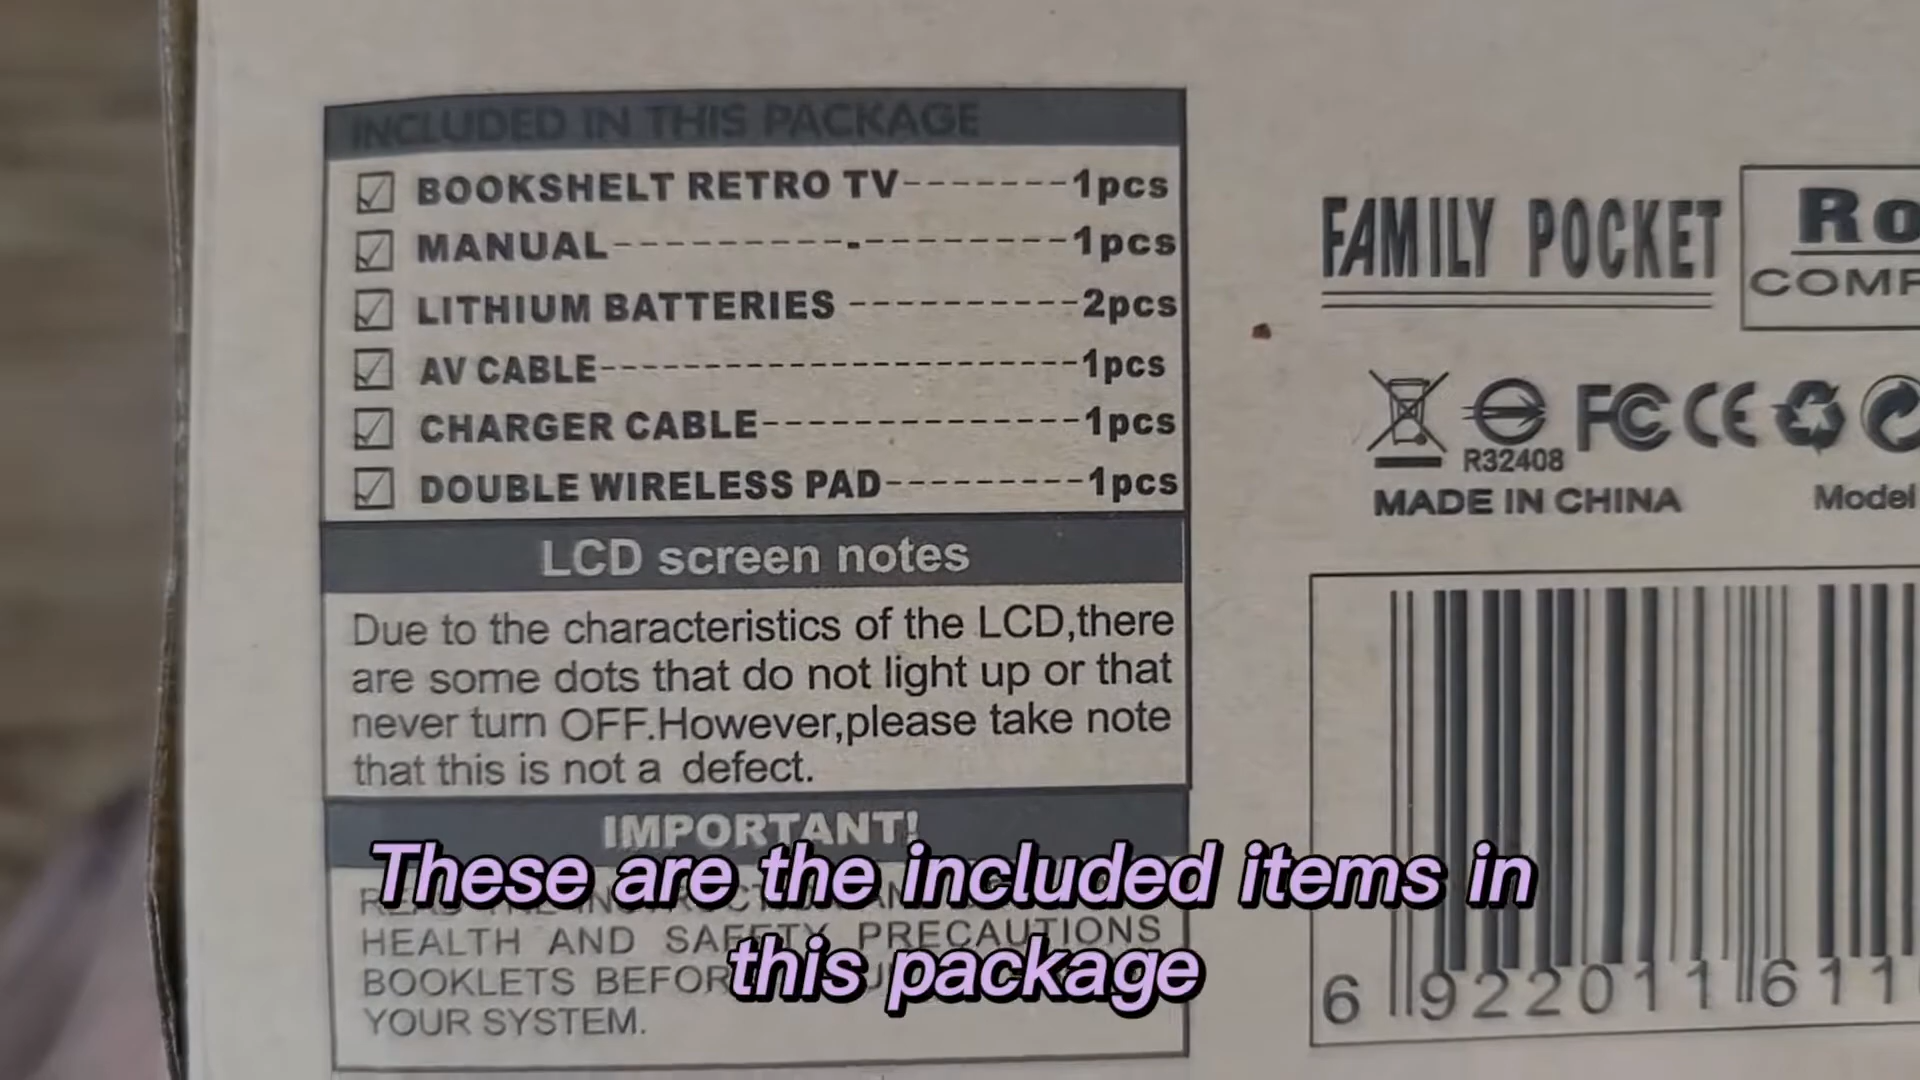 INCLUDED IN THIS PACKAGE
BOOKSHELT RETRO TV-------1pcs
MANUAL-------------------1pcs
LITHIUM BATTERIES ----------2pcs
AV CABLE--------------------1pcs
CHARGER CABLE--------------1pcs
DOUBLE WIRELESS PAD---------1pcs
LCD screen notes
Due to the characteristics of the LCD,there
are some dots that do not light up or that
never turn OFF.However,please take note
that this is not a defect.
IMPORTANT!
HEALTH AND SAFETY PRECAUTIONS
BOOKLETS
YOUR SYSTEM.
FAMILY POCKET
FC CE
R32408
MADE IN CHINA
Model
6 922011 611
These are the included items in
this package